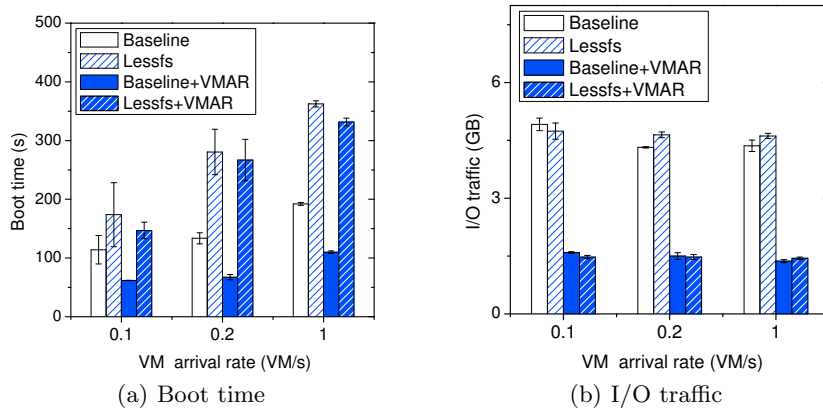 500
400
300
200
100
0
Boot time (s)
Baseline
Lessfs
Baseline+VMAR
Lessfs+VMAR
0.1
0.2
1
VM arrival rate (VM/s)
(a) Boot time
6
3
0
I/O traffic (GB)
Baseline
Lessfs
Baseline+VMAR
Lessfs+VMAR
0.1
0.2
1
VM arrival rate (VM/s)
(b) I/O traffic